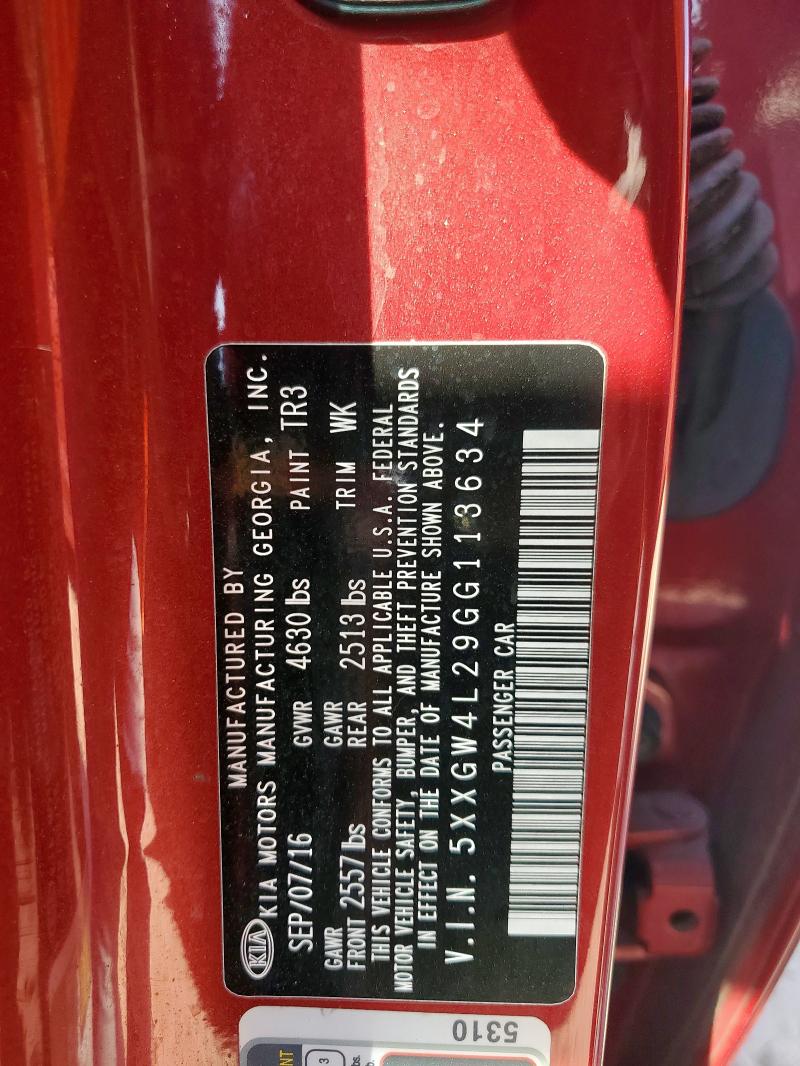 MANUFACTURED BY
KIA KIA MOTORS MANUFACTURING GEORGIA, INC.
SEP/07/16 GVWR 4630 lbs PAINT TR3
GAWR FRONT 2557 lbs GAWR REAR 2513 lbs TRIM WK
THIS VEHICLE CONFORMS TO ALL APPLICABLE U.S.A. FEDERAL
MOTOR VEHICLE SAFETY, BUMPER, AND THEFT PREVENTION STANDARDS
IN EFFECT ON THE DATE OF MANUFACTURE SHOWN ABOVE.
V.I.N. 5XXGW4L29GG113634
PASSENGER CAR
5310
3